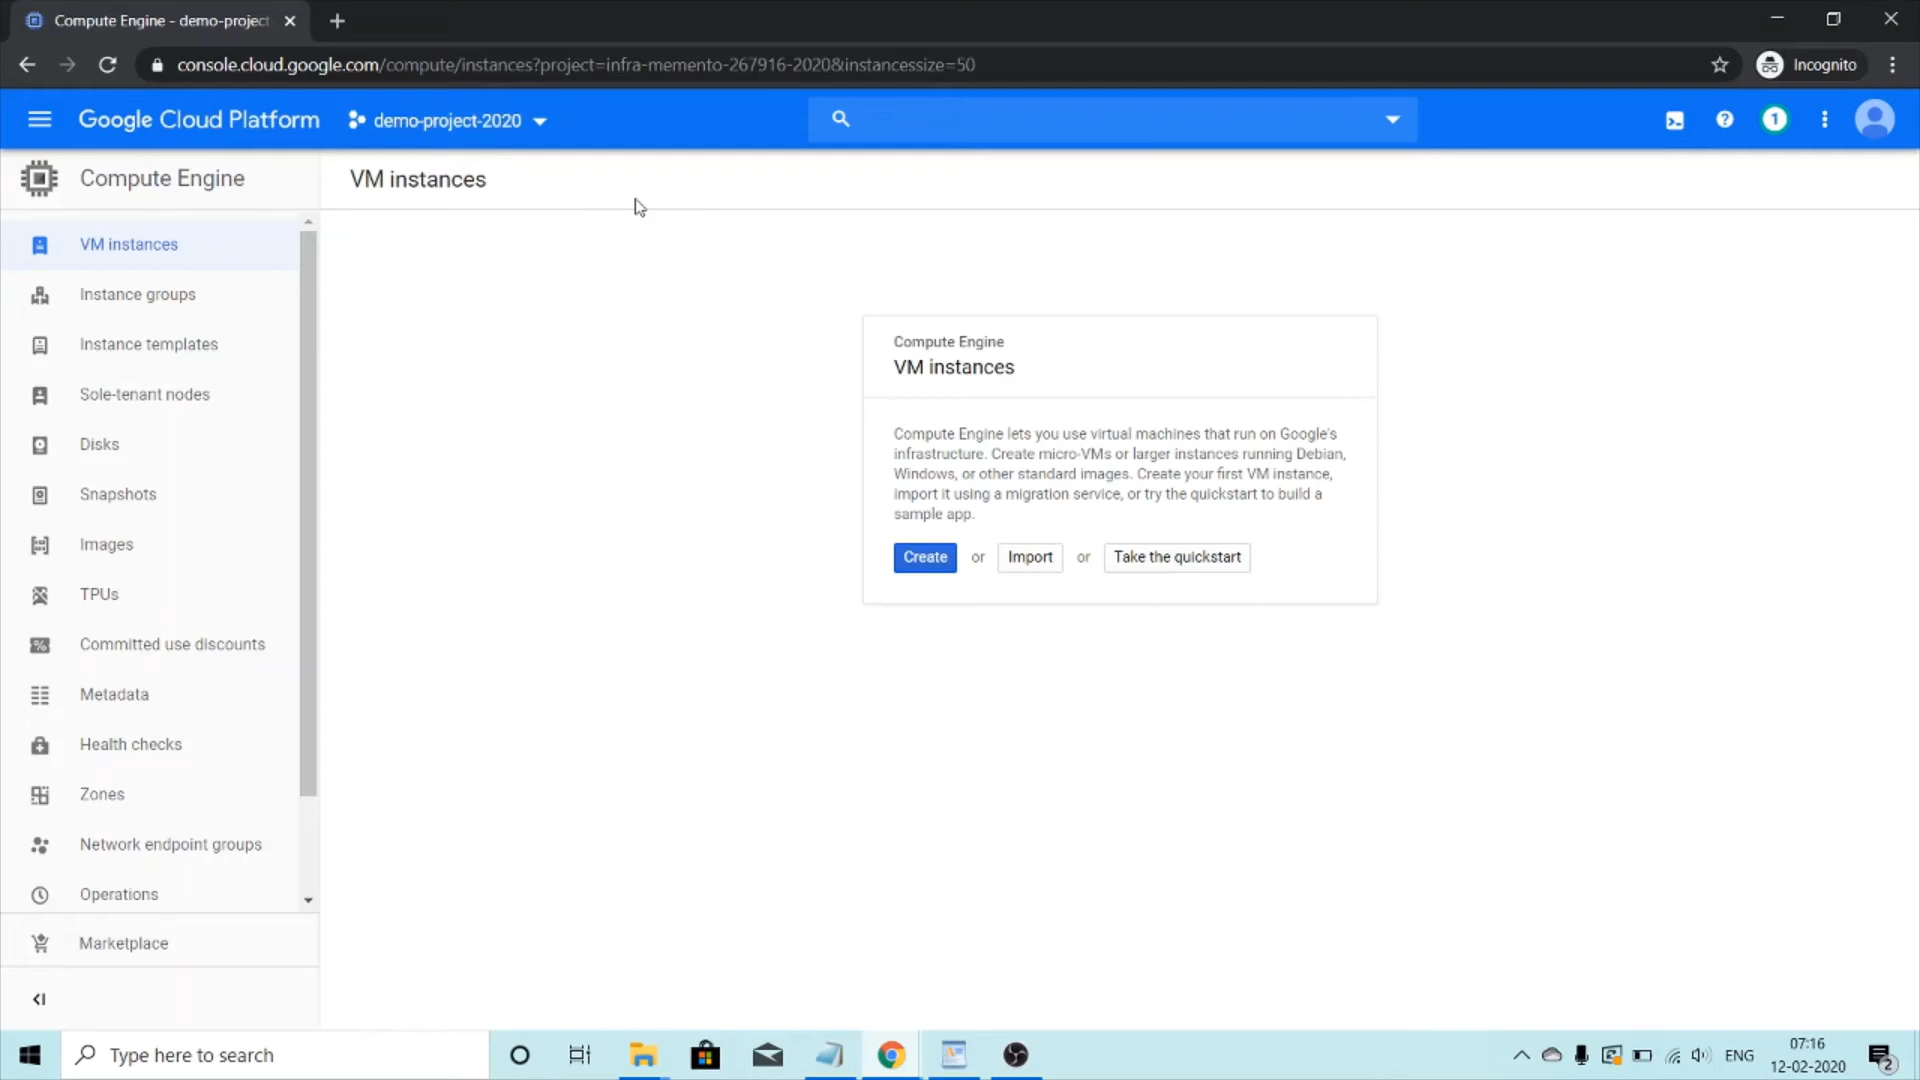 Compute Engine - demo-project
console.cloud.google.com/compute/instances?project=infra-memento-267916-2020&instancessize=50
Incognito
Google Cloud Platform
demo-project-2020
1
Compute Engine
VM instances
VM instances
Instance groups
Instance templates
Sole-tenant nodes
Disks
Snapshots
Images
TPUs
Committed use discounts
Metadata
Health checks
Zones
Network endpoint groups
Operations
Marketplace
Compute Engine
VM instances
Compute Engine lets you use virtual machines that run on Google's
infrastructure. Create micro-VMs or larger instances running Debian,
Windows, or other standard images. Create your first VM instance,
import it using a migration service, or try the quickstart to build a
sample app.
Create or Import or Take the quickstart
Type here to search
ENG
07:16
12-02-2020
2